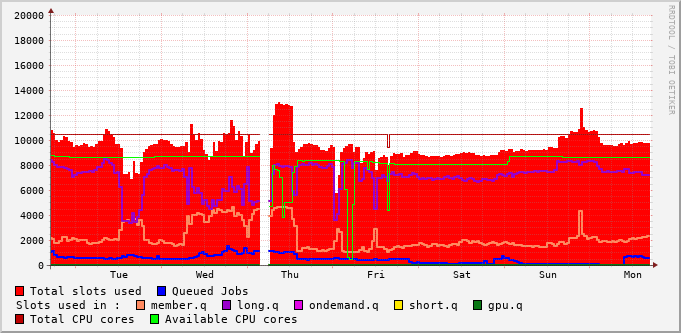 20000
18000
16000
14000
12000
10000
8000
6000
4000
2000
0
Tue Wed Thu Fri Sat Sun Mon
RRDTOOL / TOBI OETIKER
Total slots used Queued Jobs
Slots used in : member.q long.q ondemand.q short.q gpu.q
Total CPU cores Available CPU cores